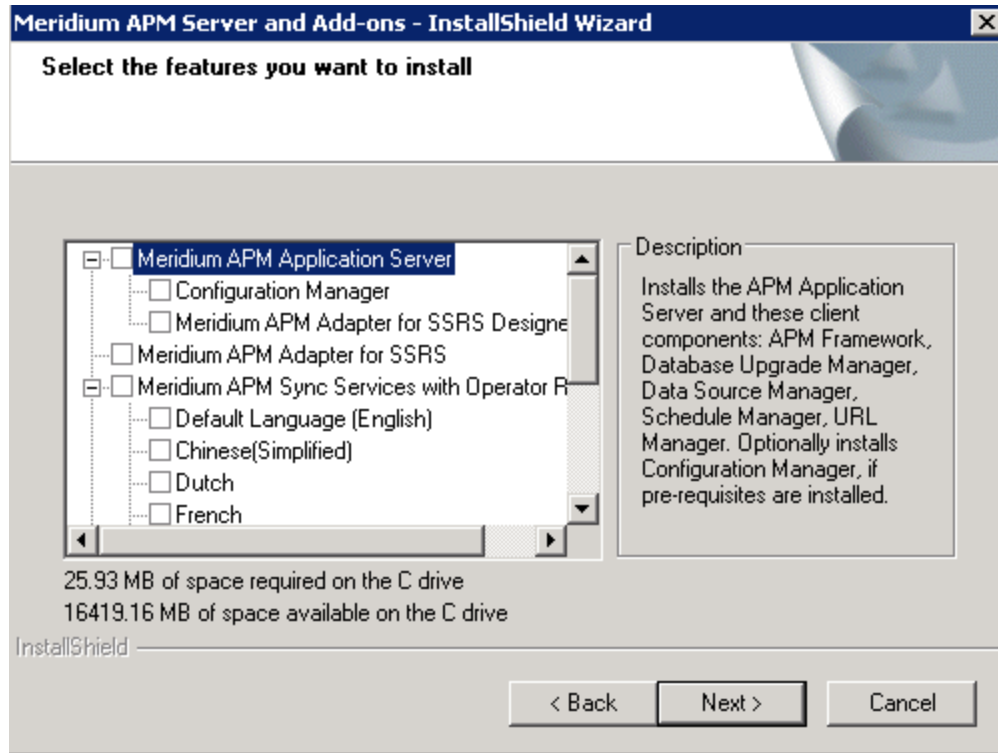 Meridium APM Server and Add-ons - InstallShield Wizard
Select the features you want to install
Meridium APM Application Server
Configuration Manager
Meridium APM Adapter for SSRS Designe
Meridium APM Adapter for SSRS
Meridium APM Sync Services with Operator R
Default Language (English)
Chinese(Simplified)
Dutch
French
Description
Installs the APM Application
Server and these client
components: APM Framework,
Database Upgrade Manager,
Data Source Manager,
Schedule Manager, URL
Manager. Optionally installs
Configuration Manager, if
pre-requisites are installed.
25.93 MB of space required on the C drive
16419.16 MB of space available on the C drive
InstallShield
< Back
Next >
Cancel